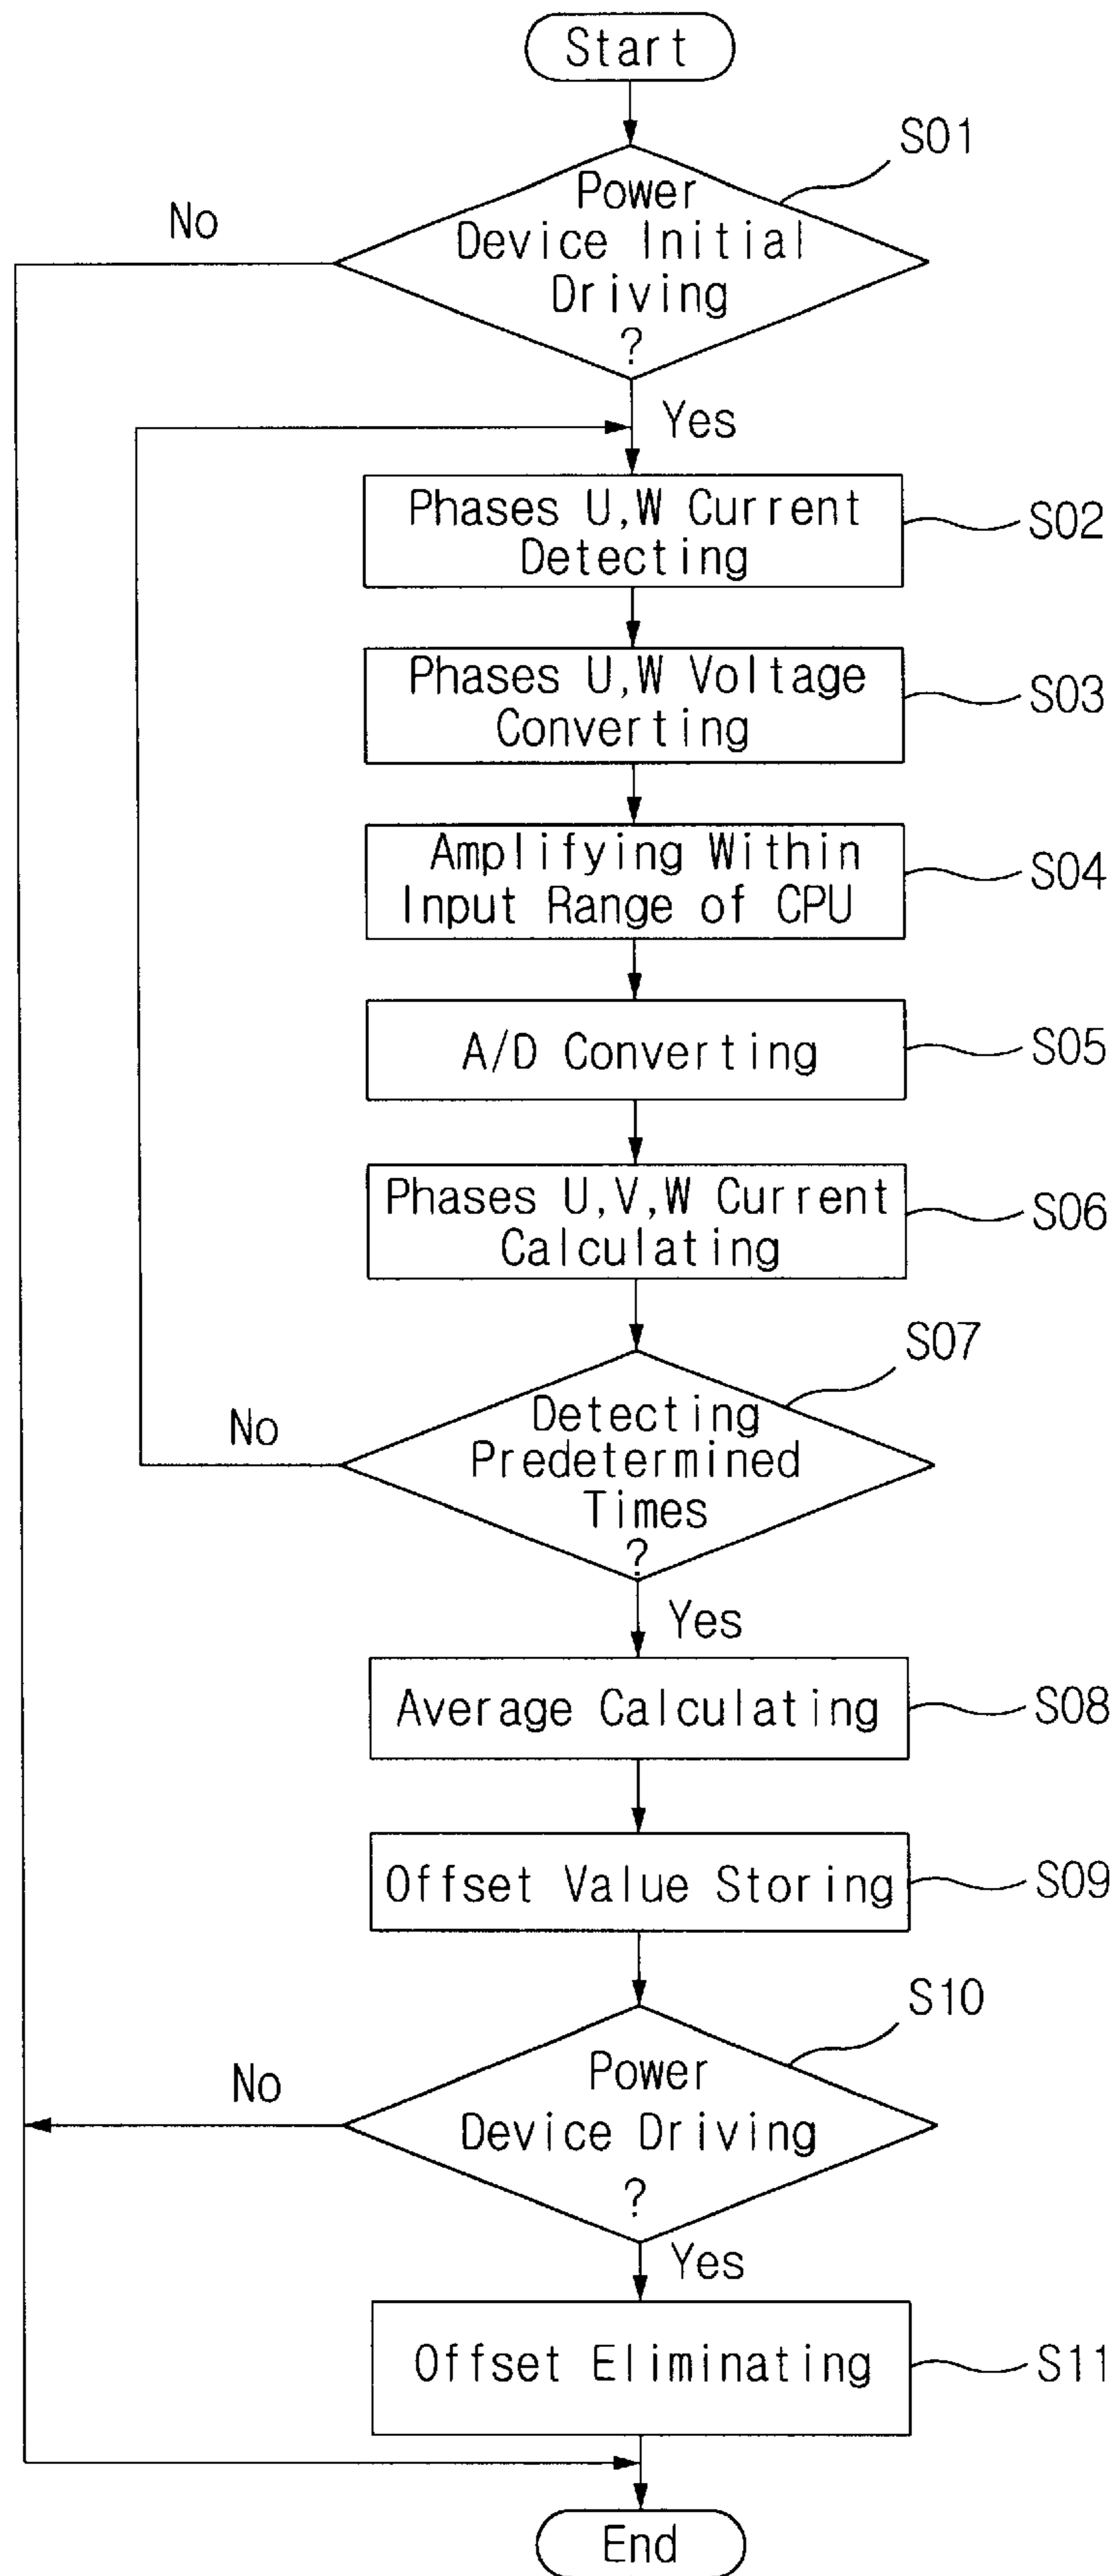 Start
S01
Power
Device Initial
Driving
?
No
Yes
Phases U,W Current
Detecting
S02
Phases U,W Voltage
Converting
S03
Amplifying Within
Input Range of CPU
S04
A/D Converting
S05
Phases U,V,W Current
Calculating
S06
S07
Detecting
Predetermined
Times
?
No
Yes
Average Calculating
S08
Offset Value Storing
S09
S10
Power
Device Driving
?
No
Yes
Offset Eliminating
S11
End